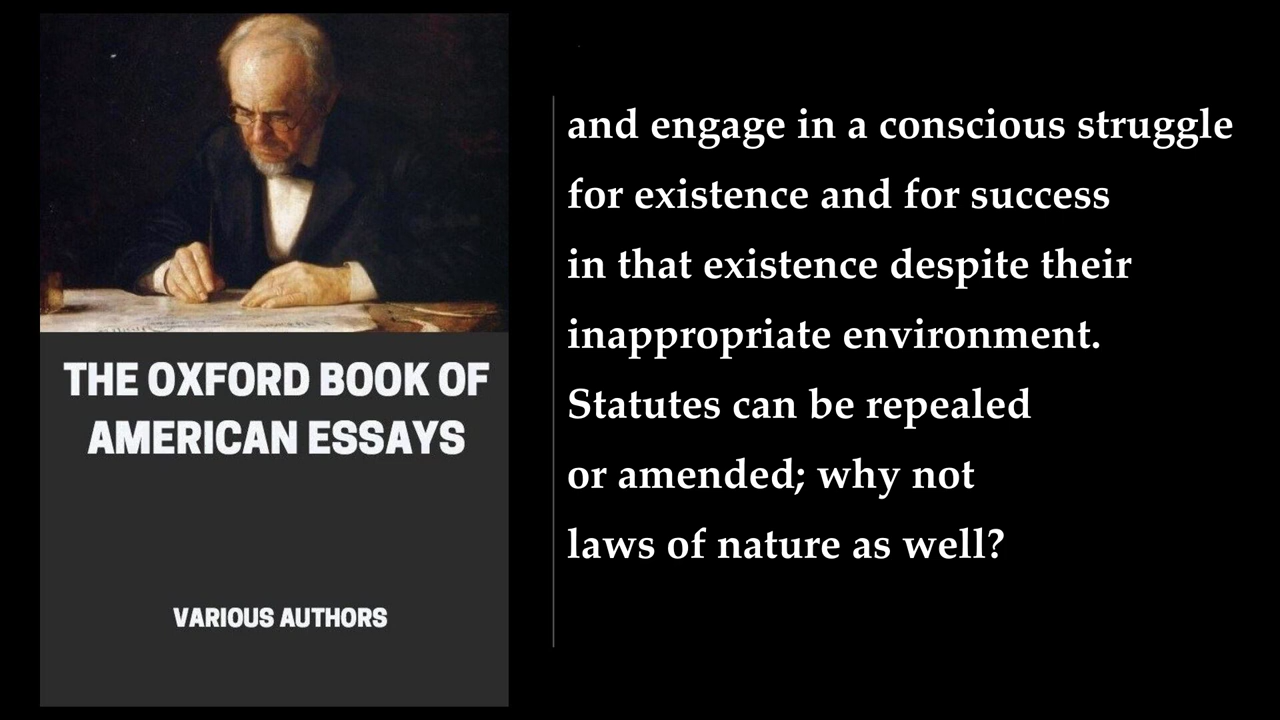 THE OXFORD BOOK OF
AMERICAN ESSAYS
VARIOUS AUTHORS
and engage in a conscious struggle
for existence and for success
in that existence despite their
inappropriate environment.
Statutes can be repealed
or amended; why not
laws of nature as well?